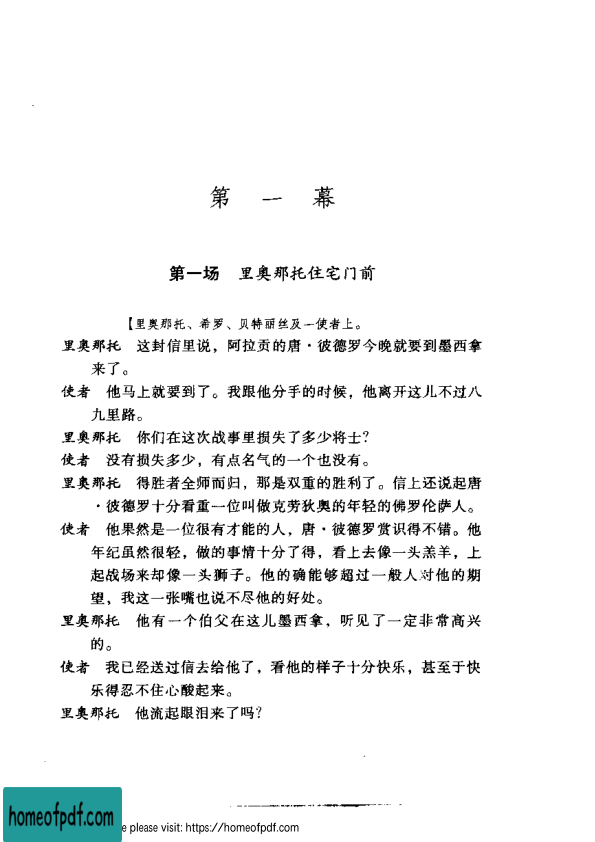 第一幕
第一场 里奥那托住宅门前
【里奥那托、希罗、贝特丽丝及一使者上。
里奥那托 这封信里说，阿拉贡的唐·彼德罗今晚就要到墨西拿
来了。
使者 他马上就要到了。我跟他分手的时候，他离开这儿不过八
九里路。
里奥那托 你们在这次战事里损失了多少将士？
使者 没有损失多少，有点名气的一个也没有。
里奥那托 得胜者全师而归，那是双重的胜利了。信上还说起唐
·彼德罗十分看重一位叫做克劳狄奥的年轻的佛罗伦萨人。
使者 他果然是一位很有才能的人，唐·彼德罗赏识得不错。他
年纪虽然很轻，做的事情十分了得，看上去像一头羔羊，上
起战场来却像一头狮子。他的确能够超过一般人对他的期
望，我这一张嘴也说不尽他的好处。
里奥那托 他有一个伯父在这儿墨西拿，听见了一定非常高兴
的。
使者 我已经送过信去给他了，看他的样子十分快乐，甚至于快
乐得忍不住心酸起来。
里奥那托 他流起眼泪来了吗？
homeofpdf.com
e please visit: https://homeofpdf.com